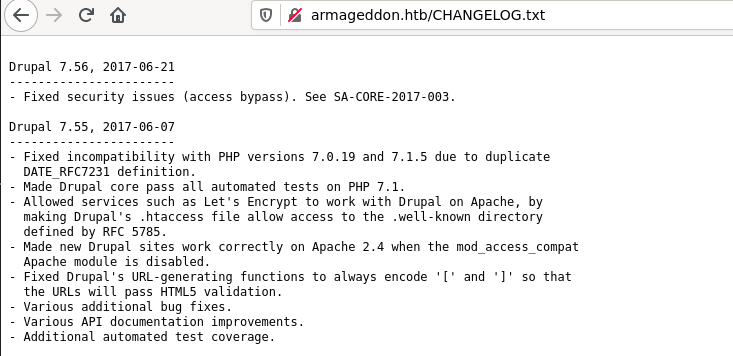 armageddon.htb/CHANGELOG.txt
Drupal 7.56, 2017-06-21
-----------------------
- Fixed security issues (access bypass). See SA-CORE-2017-003.
Drupal 7.55, 2017-06-07
-----------------------
- Fixed incompatibility with PHP versions 7.0.19 and 7.1.5 due to duplicate
DATE_RFC7231 definition.
- Made Drupal core pass all automated tests on PHP 7.1.
- Allowed services such as Let's Encrypt to work with Drupal on Apache, by
making Drupal's .htaccess file allow access to the .well-known directory
defined by RFC 5785.
- Made new Drupal sites work correctly on Apache 2.4 when the mod_access_compat
Apache module is disabled.
- Fixed Drupal's URL-generating functions to always encode '[' and ']' so that
the URLs will pass HTML5 validation.
- Various additional bug fixes.
- Various API documentation improvements.
- Additional automated test coverage.